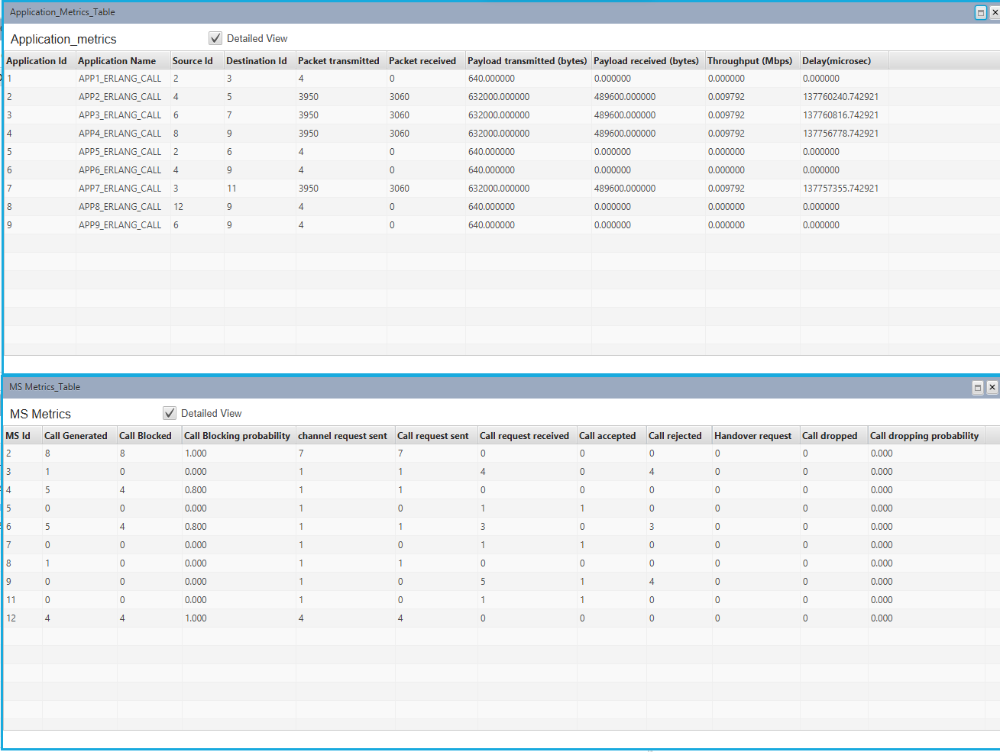 Application_Metrics_Table
Application_metrics Detailed View
Application Id Application Name Source Id Destination Id Packet transmitted Packet received Payload transmitted (bytes) Payload received (bytes) Throughput (Mbps) Delay(microsec)
1 APP1_ERLANG_CALL 2 3 4 0 640.000000 0.000000 0.000000 0.000000
2 APP2_ERLANG_CALL 4 5 3950 3060 632000.000000 489600.000000 0.009792 137760240.742921
3 APP3_ERLANG_CALL 6 7 3950 3060 632000.000000 489600.000000 0.009792 137760816.742921
4 APP4_ERLANG_CALL 8 9 3950 3060 632000.000000 489600.000000 0.009792 137756778.742921
5 APP5_ERLANG_CALL 2 6 4 0 640.000000 0.000000 0.000000 0.000000
6 APP6_ERLANG_CALL 4 9 4 0 640.000000 0.000000 0.000000 0.000000
7 APP7_ERLANG_CALL 3 11 3950 3060 632000.000000 489600.000000 0.009792 137757355.742921
8 APP8_ERLANG_CALL 12 9 4 0 640.000000 0.000000 0.000000 0.000000
9 APP9_ERLANG_CALL 6 9 4 0 640.000000 0.000000 0.000000 0.000000
MS Metrics_Table
MS Metrics Detailed View
MS Id Call Generated Call Blocked Call Blocking probability channel request sent Call request sent Call request received Call accepted Call rejected Handover request Call dropped Call dropping probability
2 8 8 1.000 7 7 0 0 0 0 0 0.000
3 1 0 0.000 1 1 4 0 4 0 0 0.000
4 5 4 0.800 1 1 0 0 0 0 0 0.000
5 0 0 0.000 1 0 1 1 0 0 0 0.000
6 5 4 0.800 1 1 3 0 3 0 0 0.000
7 0 0 0.000 1 0 1 1 0 0 0 0.000
8 1 0 0.000 1 1 0 0 0 0 0 0.000
9 0 0 0.000 1 0 5 1 4 0 0 0.000
11 0 0 0.000 1 0 1 1 0 0 0 0.000
12 4 4 1.000 4 4 0 0 0 0 0 0.000